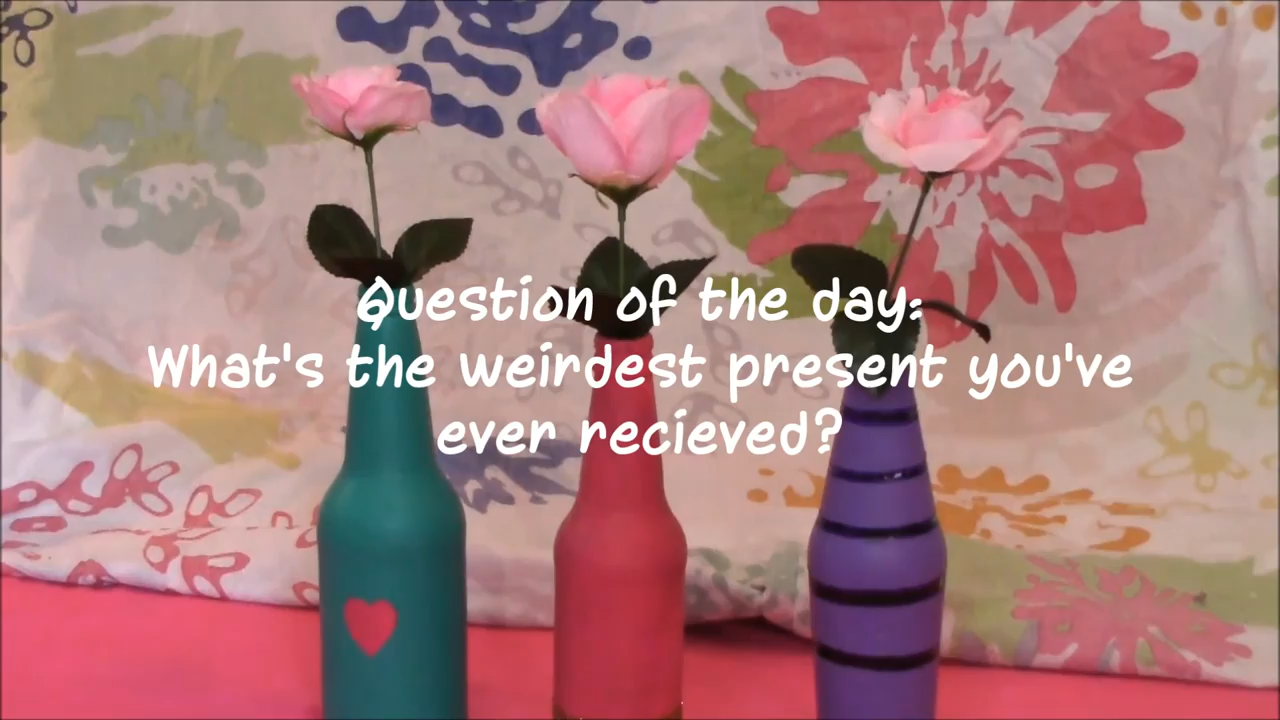 Question of the day:
What's the weirdest present you've
ever recieved?